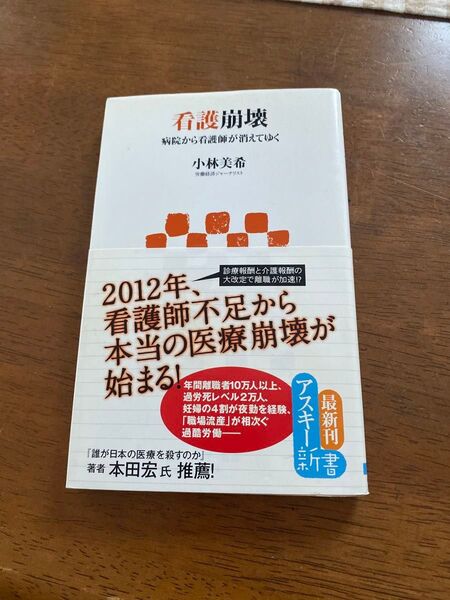 看護崩壊
病院から看護師が消えてゆく
小林美希
労働経済ジャーナリスト
診療報酬と介護報酬の
大改定で離職が加速!?
2012年、
看護師不足から
本当の医療崩壊が
始まる!
年間離職者10万人以上、
過労死レベル2万人、
妊婦の4割が夜勤を経験、
「職場流産」が相次ぐ
過酷労働──
最新刊
アスキー新書
『誰が日本の医療を殺すのか』
著者 本田宏氏 推薦!